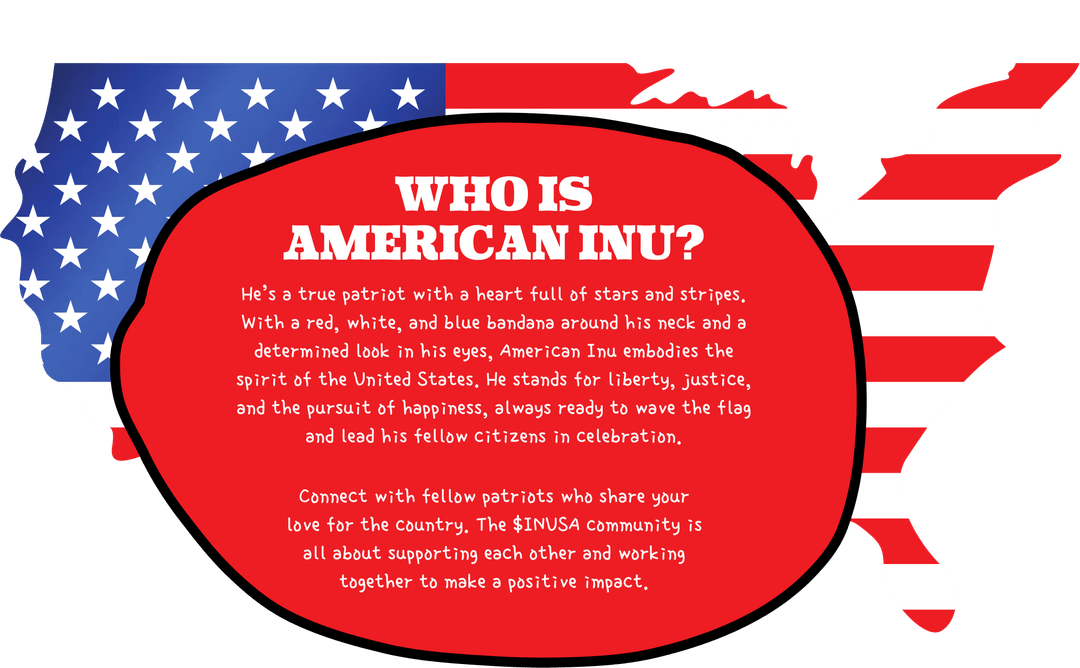 WHO IS
AMERICAN INU?
He's a true patriot with a heart full of stars and stripes.
With a red, white, and blue bandana around his neck and a
determined look in his eyes, American Inu embodies the
spirit of the United States. He stands for liberty, justice,
and the pursuit of happiness, always ready to wave the flag
and lead his fellow citizens in celebration.
Connect with fellow patriots who share your
love for the country. The $INUSA community is
all about supporting each other and working
together to make a positive impact.